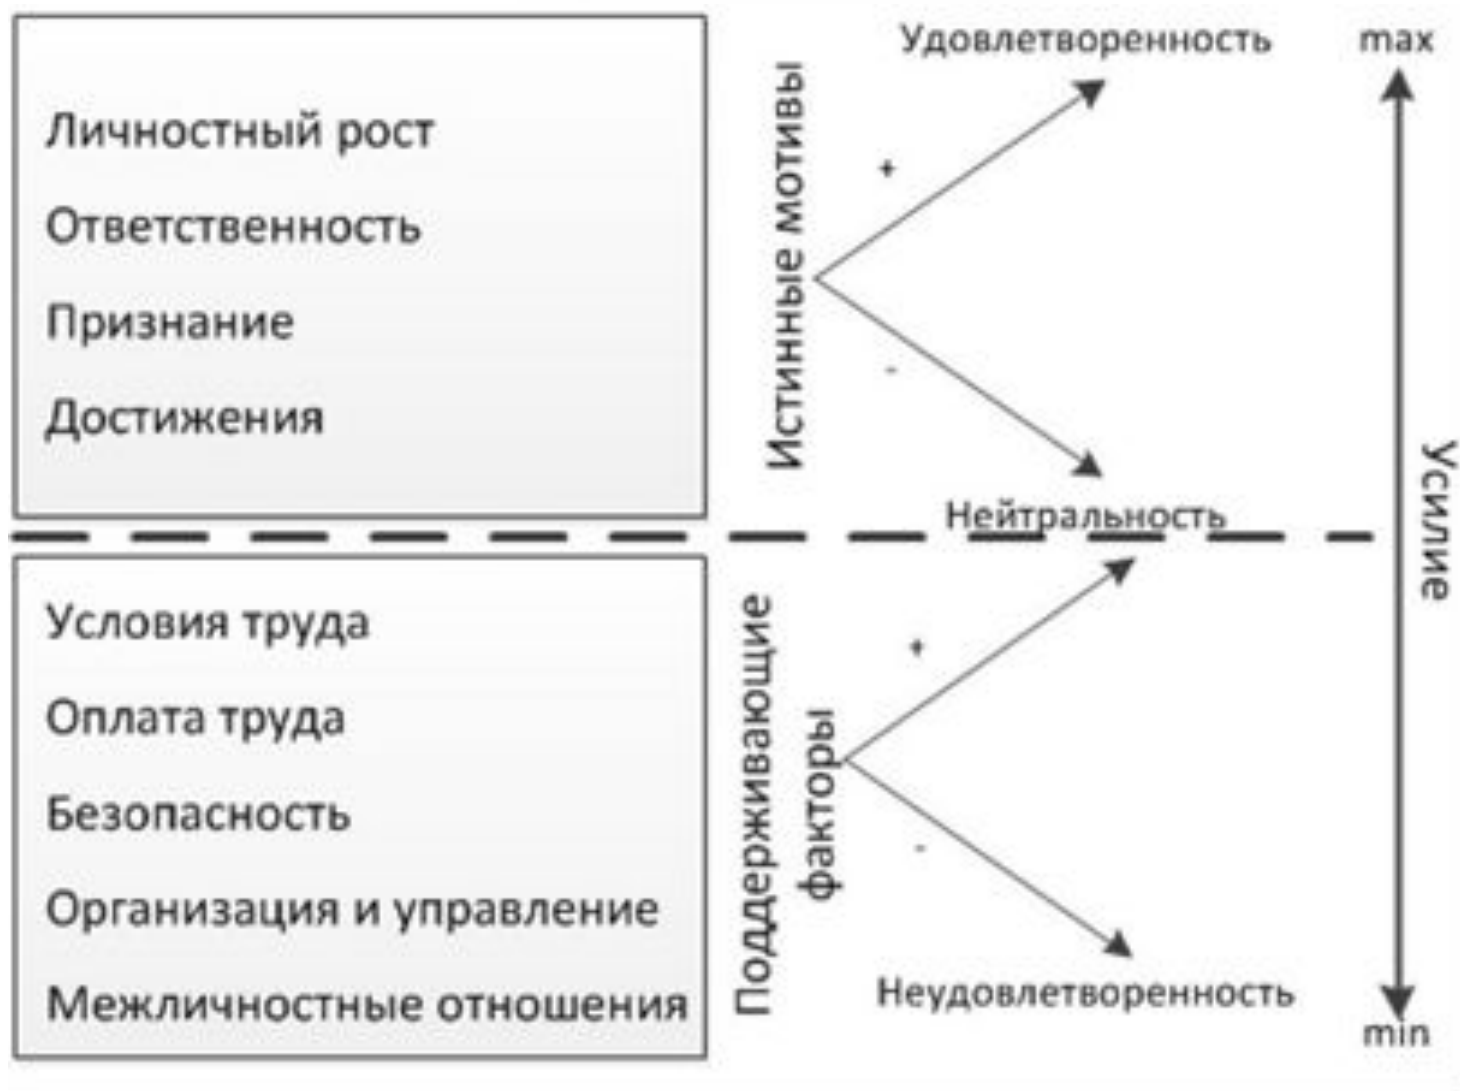 Личностный рост
Ответственность
Признание
Достижения
Истинные мотивы
Удовлетворенность
+
-
Нейтральность
max
Усилие
min
Условия труда
Оплата труда
Безопасность
Организация и управление
Межличностные отношения
Поддерживающие
факторы
+
-
Неудовлетворенность